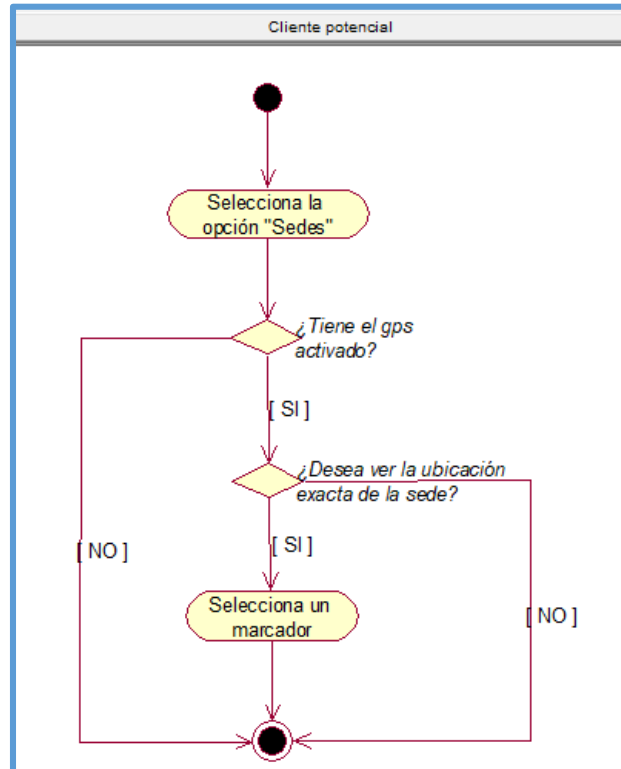 Cliente potencial
Selecciona la
opción "Sedes"
¿Tiene el gps
activado?
[ SI ]
¿Desea ver la ubicación
exacta de la sede?
[ NO ]
[ SI ]
Selecciona un
marcador
[ NO ]